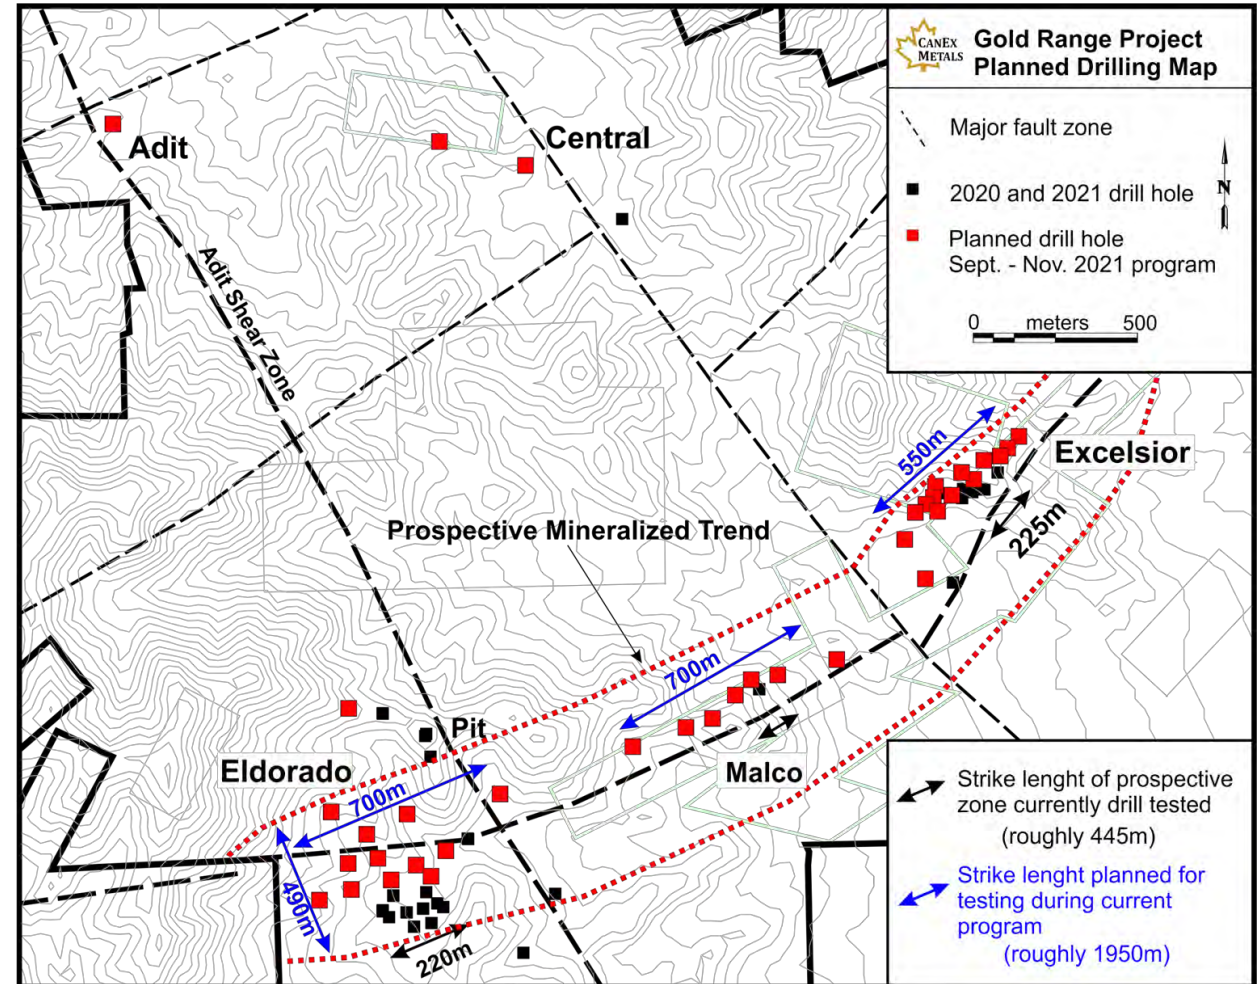 CANEX
METALS
Gold Range Project
Planned Drilling Map
Major fault zone
2020 and 2021 drill hole
N
Planned drill hole
Sept. - Nov. 2021 program
0 meters 500
Adit
Central
Adit Shear Zone
550m
Excelsior
225m
Prospective Mineralized Trend
700m
Pit
Eldorado
700m
Malco
490m
220m
Strike lenght of prospective
zone currently drill tested
(roughly 445m)
Strike lenght planned for
testing during current
program
(roughly 1950m)